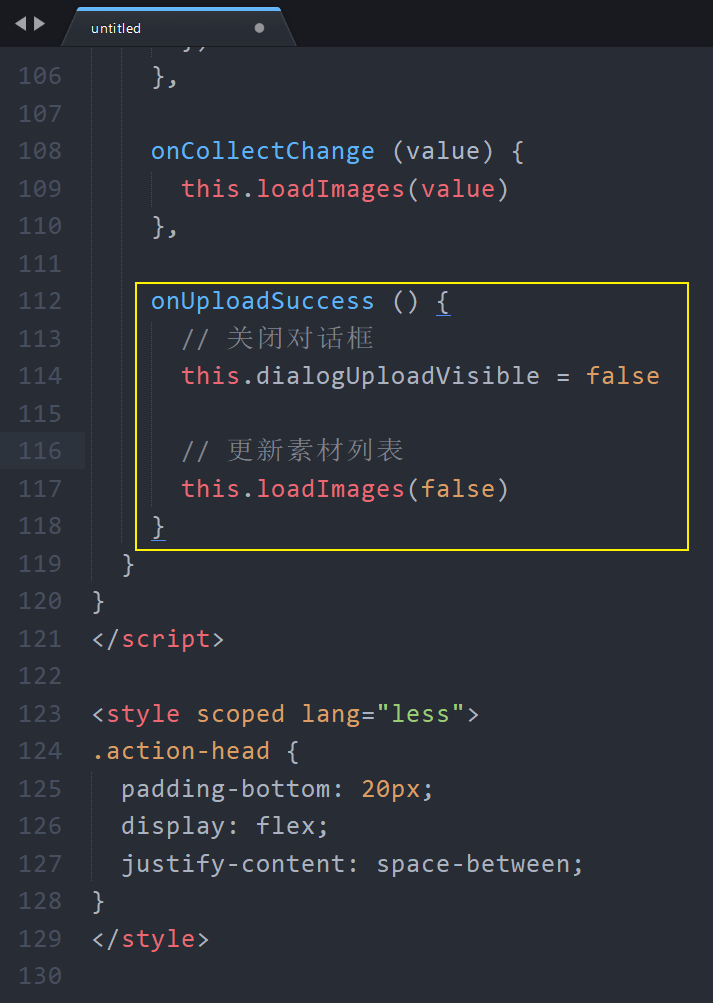 untitled
106 },
107
108 onCollectChange (value) {
109 this.loadImages(value)
110 },
111
112 onUploadSuccess () {
113 // 关闭对话框
114 this.dialogUploadVisible = false
115
116 // 更新素材列表
117 this.loadImages(false)
118 }
119 }
120 }
121 </script>
122
123 <style scoped lang="less">
124 .action-head {
125 padding-bottom: 20px;
126 display: flex;
127 justify-content: space-between;
128 }
129 </style>
130